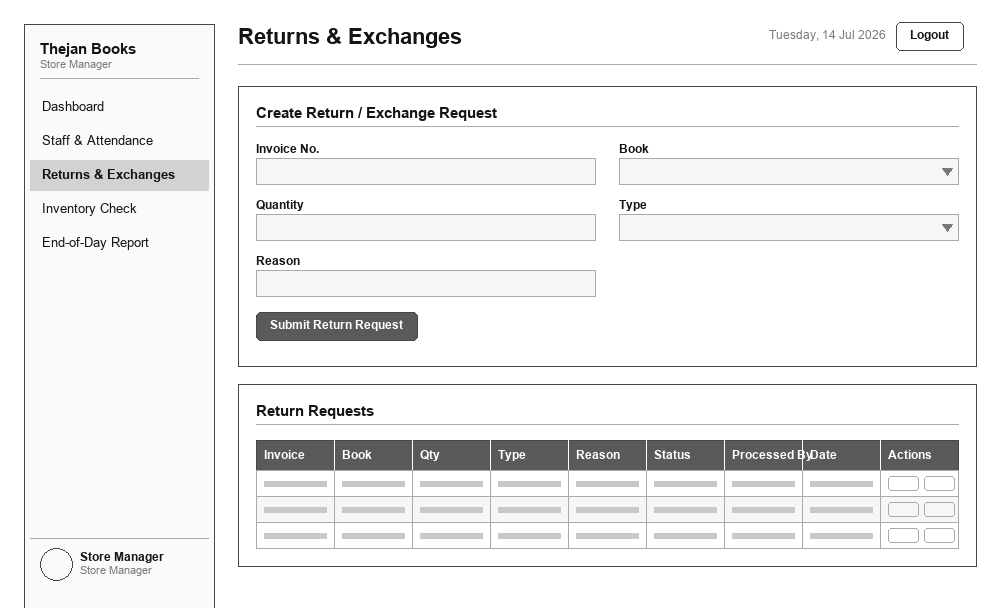 Thejan Books
Store Manager
Dashboard
Staff & Attendance
Returns & Exchanges
Inventory Check
End-of-Day Report
Store Manager
Store Manager
Returns & Exchanges
Tuesday, 14 Jul 2026
Logout
Create Return / Exchange Request
Invoice No.
Book
Quantity
Type
Reason
Submit Return Request
Return Requests
Invoice Book Qty Type Reason Status Processed By Date Actions